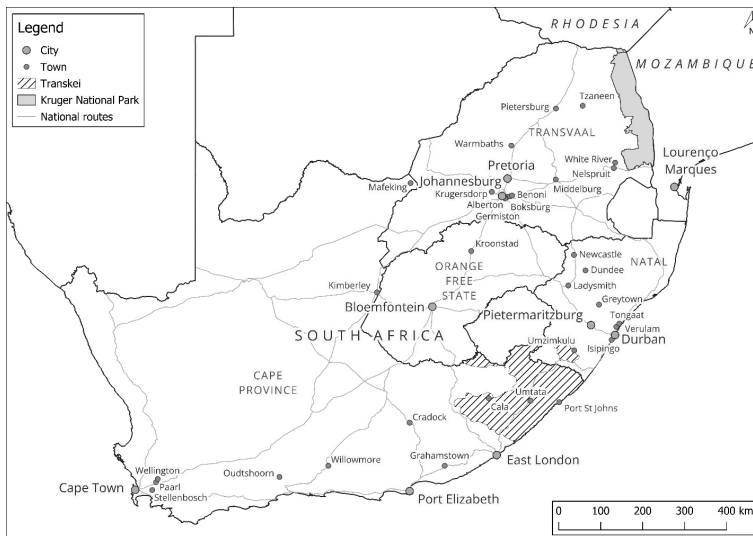 Legend
City
Town
Transkei
Kruger National Park
National routes
RHODESIA
MOZAMBIQUE
N
Tzaneen
Pietersburg
TRANSVAAL
Warmbaths
White River
Nelspruit
Lourenço
Marques
Pretoria
Mafeking
Johannesburg
Middelburg
Krugersdorp
Benoni
Alberton
Boksburg
Germiston
Kroonstad
Newcastle
NATAL
ORANGE
FREE
STATE
Dundee
Kimberley
Ladysmith
Greytown
Bloemfontein
Pietermaritzburg
Tongaat
Verulam
SOUTH AFRICA
Umzimkulu
Durban
Isipingo
CAPE
PROVINCE
Umtata
Cala
Port St Johns
Cradock
Willowmore
Grahamstown
East London
Wellington
Oudtshoorn
Paarl
Cape Town
Stellenbosch
Port Elizabeth
0 100 200 300 400 km